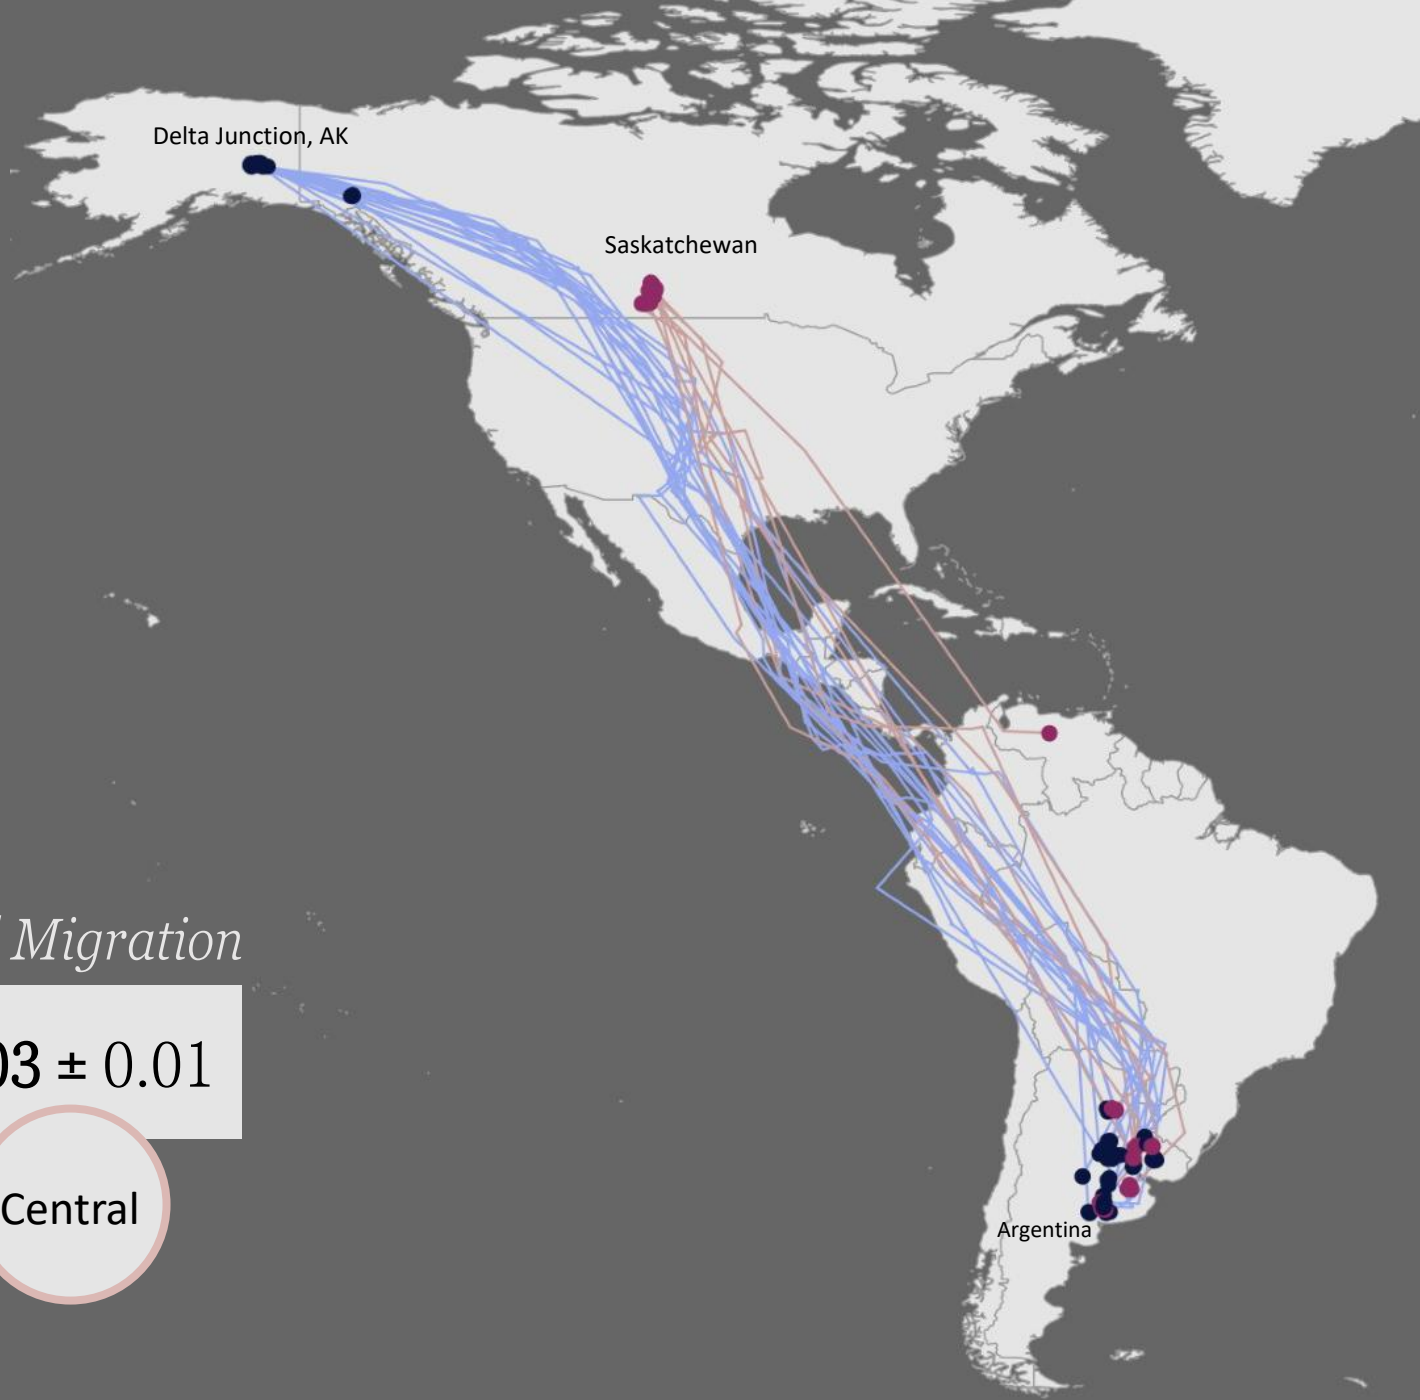 Delta Junction, AK
Saskatchewan
Migration
03 ± 0.01
Central
Argentina